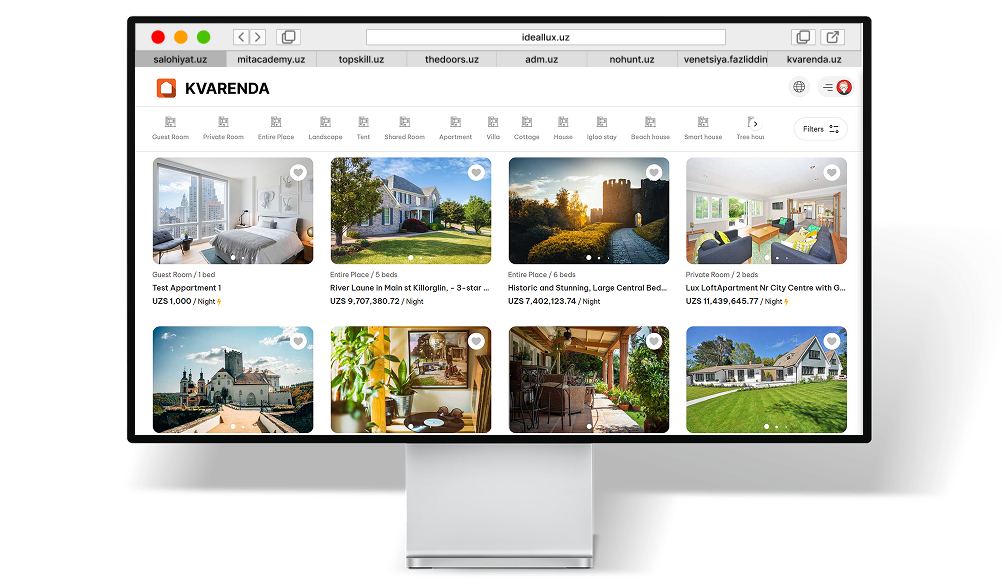 ideallux.uz
salohiyat.uz mitacademy.uz topskill.uz thedoors.uz adm.uz nohunt.uz venetsiya.fazliddin kvarenda.uz
KVARENDA
Guest Room Private Room Entire Place Landscape Tent Shared Room Apartment Villa Cottage House Igloo stay Beach house Smart house Tree hou
Filters
Guest Room / 1 bed
Test Appartment 1
UZS 1,000 / Night
Entire Place / 5 beds
River Laune in Main st Killorglin, - 3-star ...
UZS 9,707,380.72 / Night
Entire Place / 6 beds
Historic and Stunning, Large Central Bed...
UZS 7,402,123.74 / Night
Private Room / 2 beds
Lux LoftApartment Nr City Centre with G...
UZS 11,439,645.77 / Night